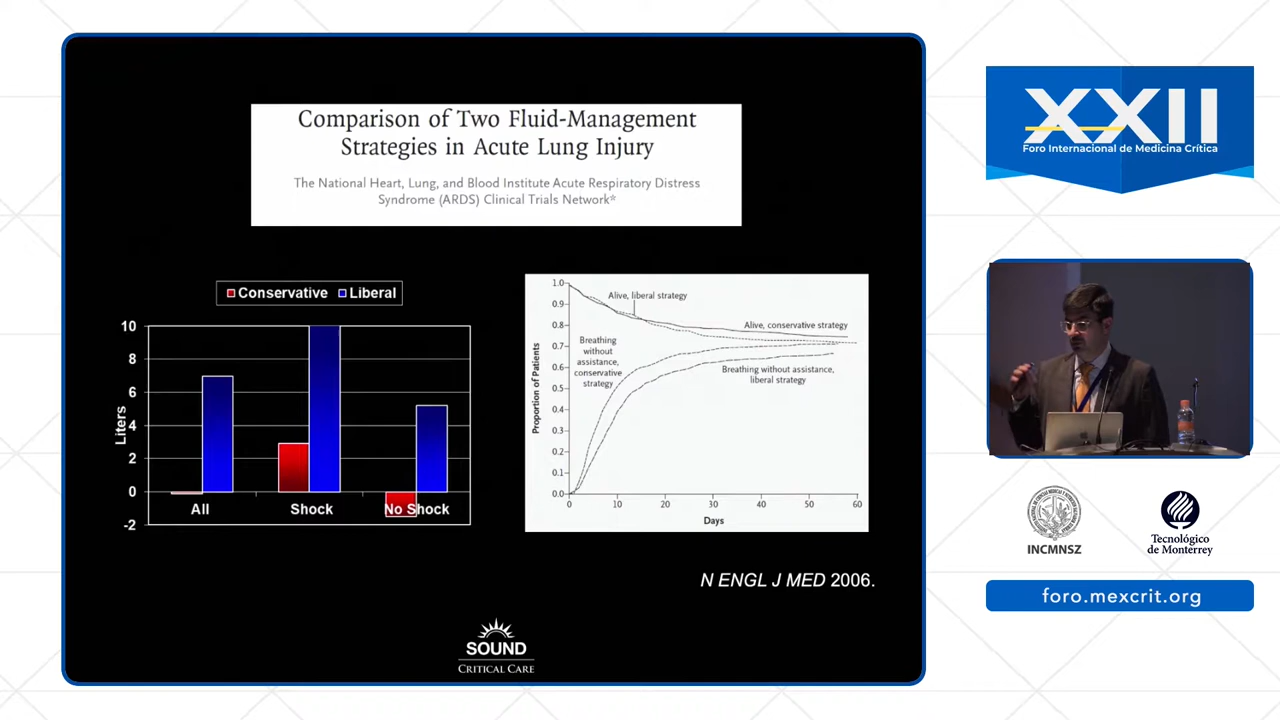 Comparison of Two Fluid-Management
Strategies in Acute Lung Injury
The National Heart, Lung, and Blood Institute Acute Respiratory Distress
Syndrome (ARDS) Clinical Trials Network*
Conservative Liberal
Liters
10
8
6
4
2
0
-2
All Shock No Shock
Proportion of Patients
1.0
0.9
0.8
0.7
0.6
0.5
0.4
0.3
0.2
0.1
0.0
Alive, liberal strategy
Alive, conservative strategy
Breathing
without
assistance,
conservative
strategy
Breathing without assistance,
liberal strategy
0 10 20 30 40 50 60
Days
N ENGL J MED 2006.
SOUND
CRITICAL CARE
XXII
Foro Internacional de Medicina Crítica
INCMNSZ
Tecnológico
de Monterrey
foro.mexcrit.org